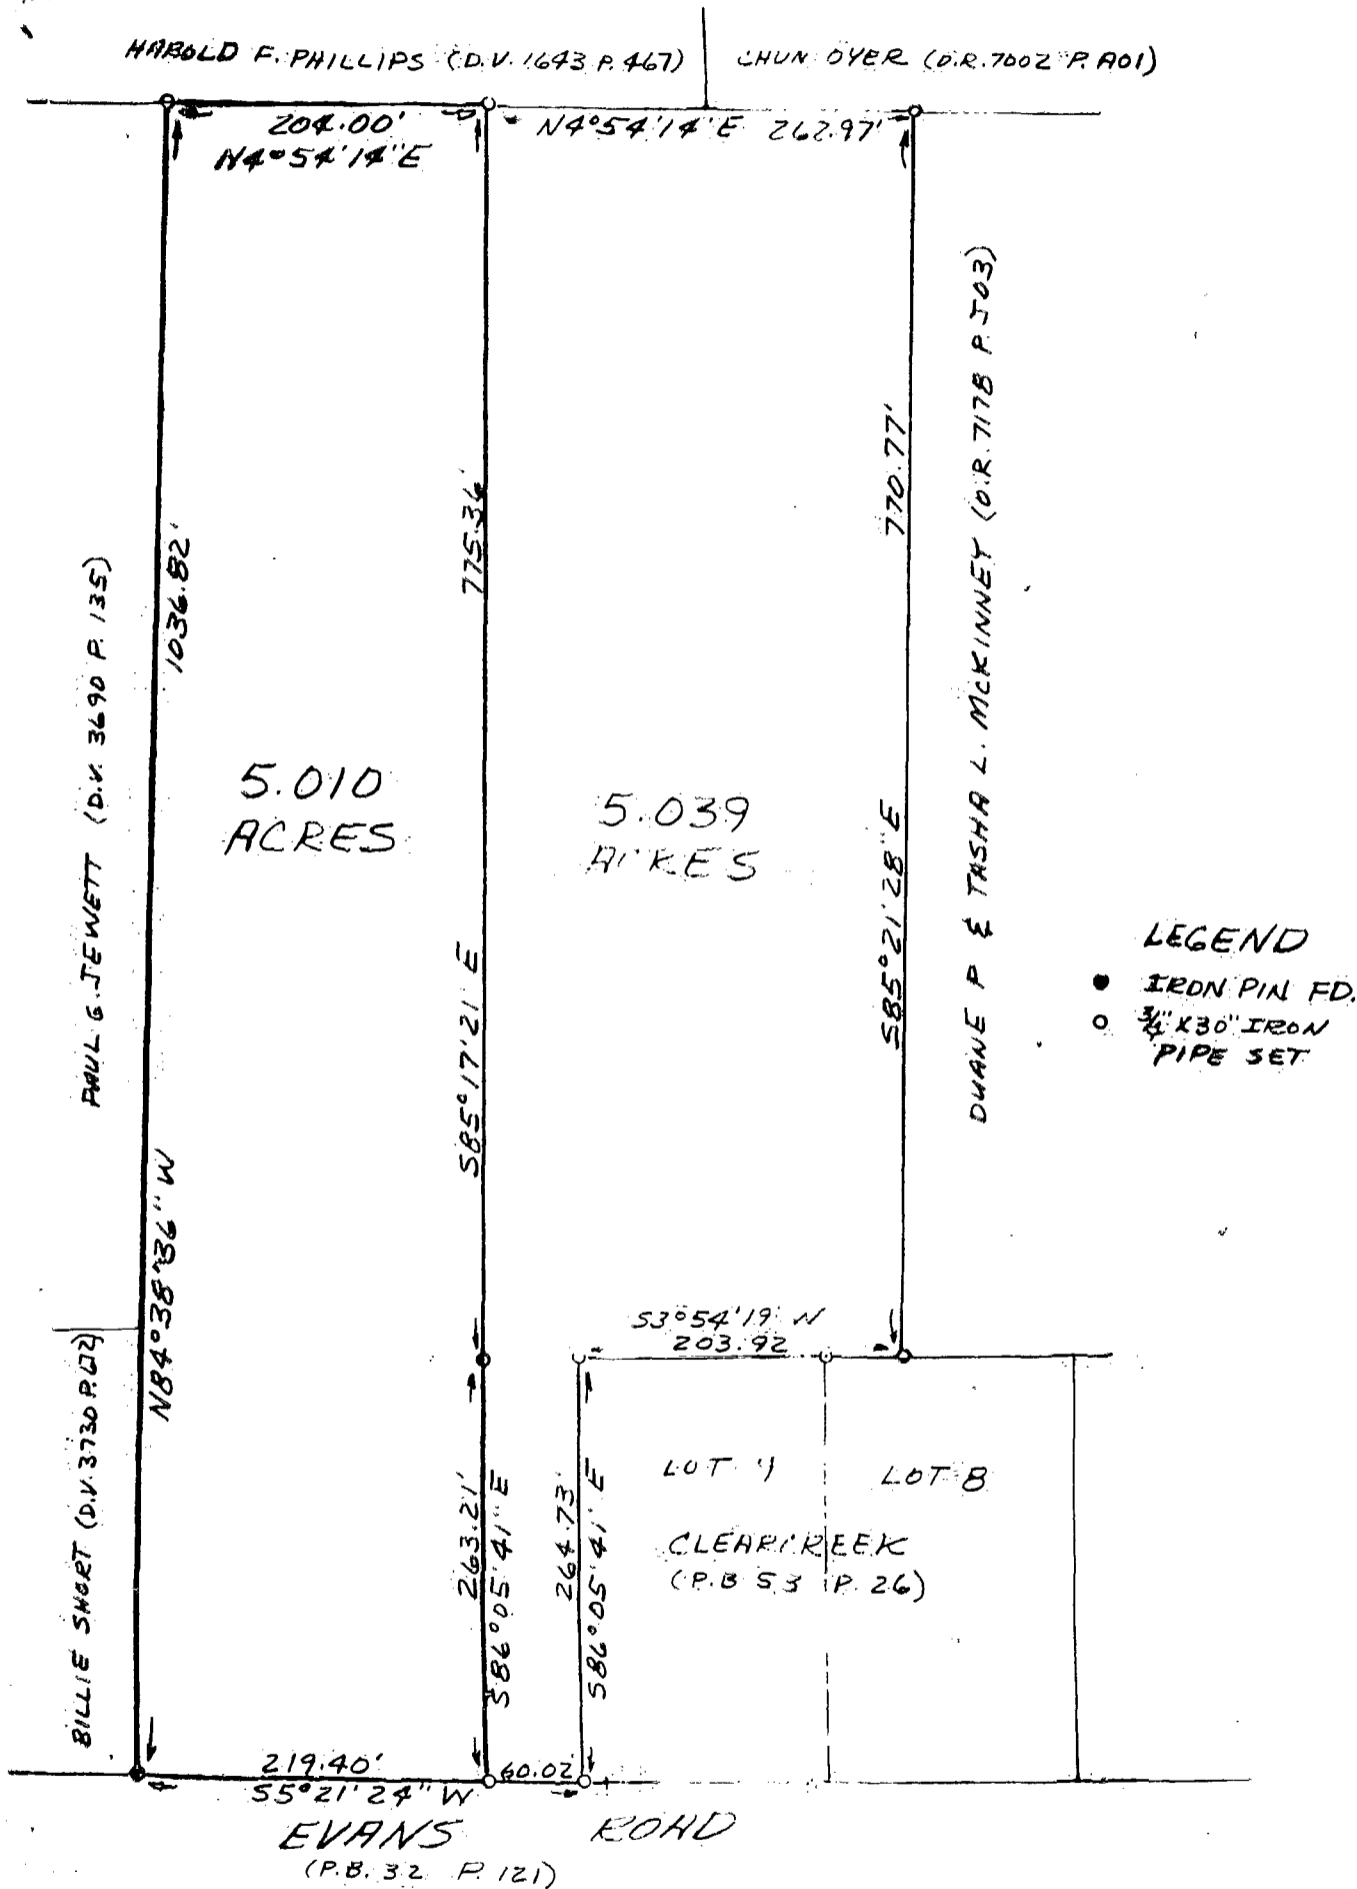 HAROLD F. PHILLIPS (D.V. 1643 P. 467)
CHUN OYER (O.R. 7002 P. A01)
204.00'
N4°54'14"E
N4°54'14"E 262.97'
1036.82'
N84°38'36" W
775.36'
S85°17'21 E
770.77'
S85°21'28" E
PAUL G. JEWETT (D.V. 3690 P. 135)
5.010
ACRES
5.039
ACRES
DUANE P & TASHA L. MCKINNEY (O.R. 7178 P. J03)
LEGEND
IRON PIN FD.
3/4" X 30" IRON
PIPE SET
S3°54'19" W
203.92
BILLIE SHORT (D.V. 3730 P. 672)
263.21'
S86°05'41" E
264.73'
S86°05'41" E
LOT
LOT 8
CLEARCREEK
(P.B 53 P. 26)
219.40'
S5°21'24" W
60.02'
EVANS ROAD
(P.B. 32 P. 121)